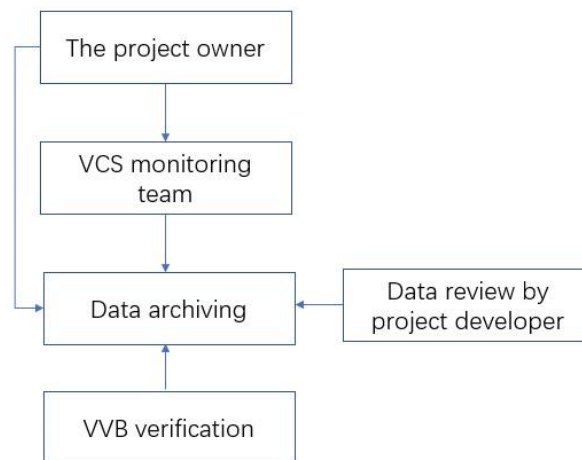 The project owner
VCS monitoring
team
Data archiving
Data review by
project developer
VVB verification